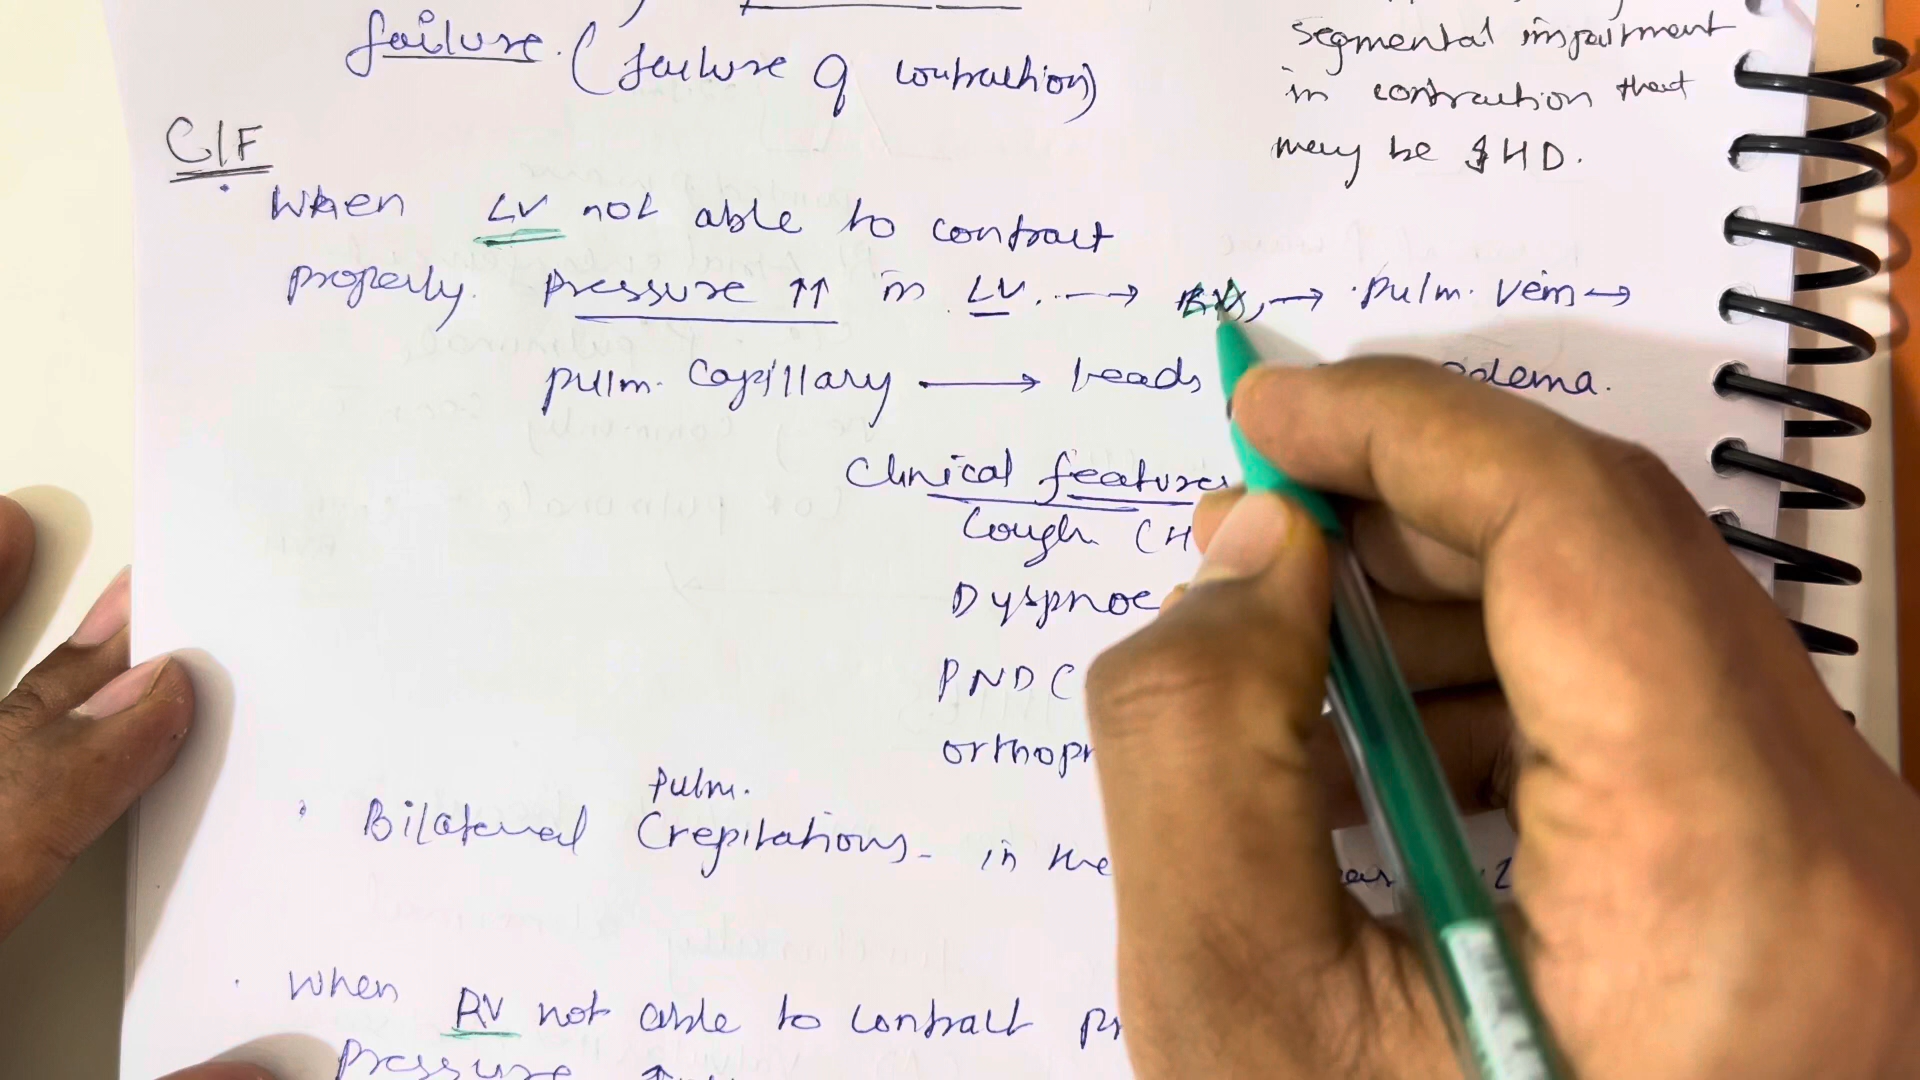 failure. (failure of contraction)
segmental impairment
in contraction that
may be IHD.
C/F
When LV not able to contract
properly. Pressure ↑↑ in LV. → → pulm. vein →
pulm. Capillary → Leads edema.
Clinical features
Cough (H
Dyspnoe
PND (
orthopn
pulm.
Bilateral Crepitations - in the
When RV not able to contract pr
pressure ↑